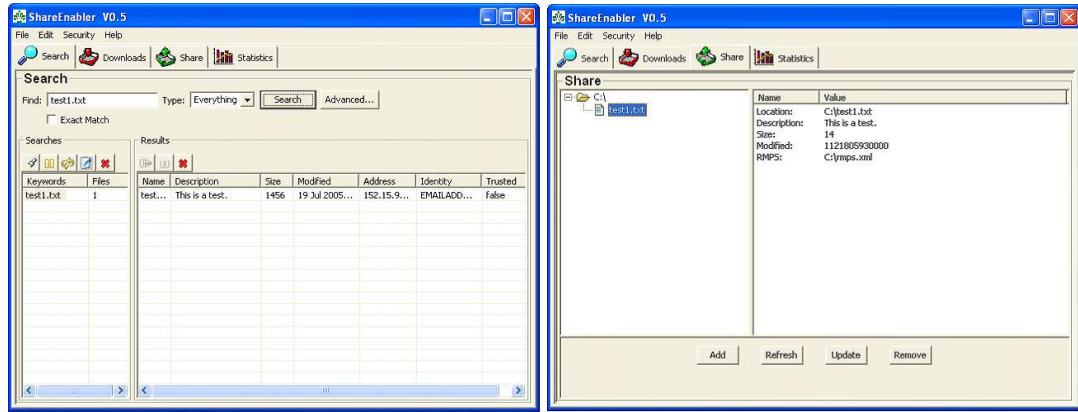 ShareEnabler V0.5
File Edit Security Help
Search Downloads Share Statistics
Search
Find: test1.txt Type: Everything Search Advanced...
Exact Match
Searches Results
Keywords Files Name Description Size Modified Address Identity Trusted
test1.txt 1 test... This is a test. 1456 19 Jul 2005... 152.15.9... EMAILADD... false
ShareEnabler V0.5
File Edit Security Help
Search Downloads Share Statistics
Share
C:\
test1.txt
Name Value
Location: C:\test1.txt
Description: This is a test.
Size: 14
Modified: 1121805930000
RMPS: C:\rmps.xml
Add Refresh Update Remove